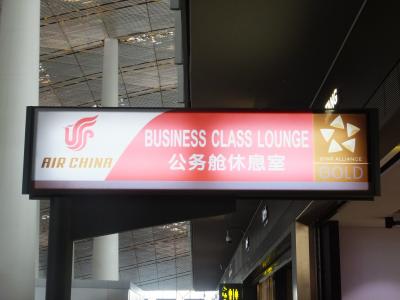 AIR CHINA
BUSINESS CLASS LOUNGE
公务舱休息室
STAR ALLIANCE
GOLD